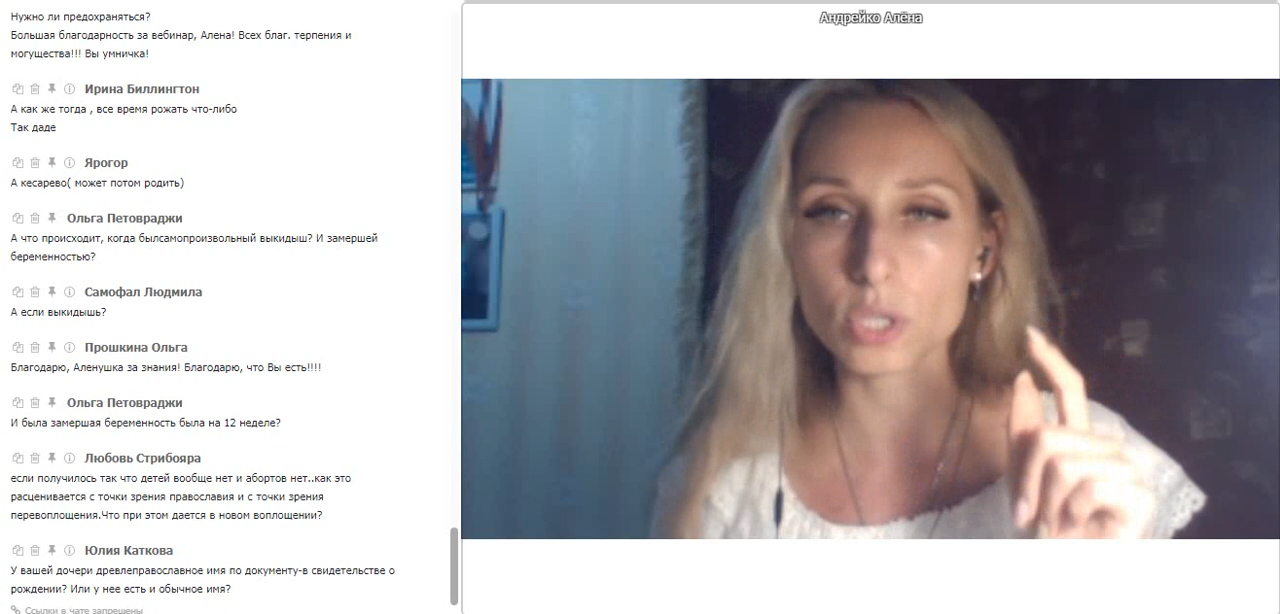 Нужно ли предохраняться?
Большая благодарность за вебинар, Алена! Всех благ. терпения и
могущества!!! Вы умничка!
Ирина Биллингтон
А как же тогда , все время рожать что-либо
Так даде
Ярогор
А кесарево( может потом родить)
Ольга Петовраджи
А что происходит, когда былсамопроизвольный выкидыш? И замершей
беременностью?
Самофал Людмила
А если выкидышь?
Прошкина Ольга
Благодарю, Аленушка за знания! Благодарю, что Вы есть!!!!
Ольга Петовраджи
И была замершая беременность была на 12 неделе?
Любовь Стрибояра
если получилось так что детей вообще нет и абортов нет..как это
расценивается с точки зрения православия и с точки зрения
перевоплощения.Что при этом дается в новом воплощении?
Юлия Каткова
У вашей дочери древлеправославное имя по документу-в свидетельстве о
рождении? Или у нее есть и обычное имя?
Ссылки в чате запрещены
Андрейко Алёна